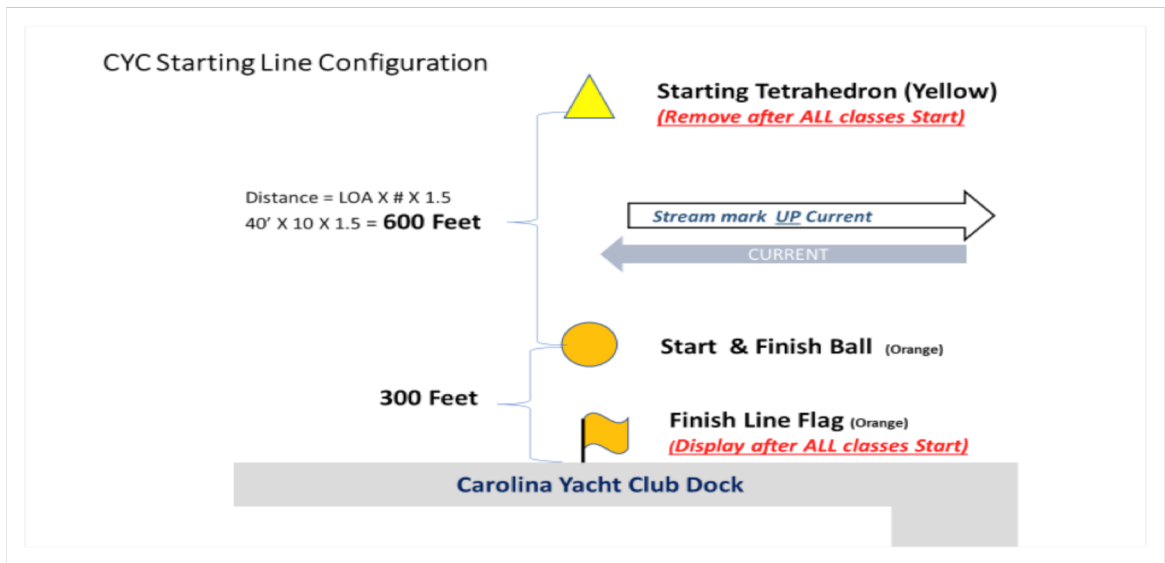 CYC Starting Line Configuration
Starting Tetrahedron (Yellow)
(Remove after ALL classes Start)
Distance = LOA X # X 1.5
40’ X 10 X 1.5 = 600 Feet
Stream mark UP Current
CURRENT
Start & Finish Ball (Orange)
300 Feet
Finish Line Flag (Orange)
(Display after ALL classes Start)
Carolina Yacht Club Dock